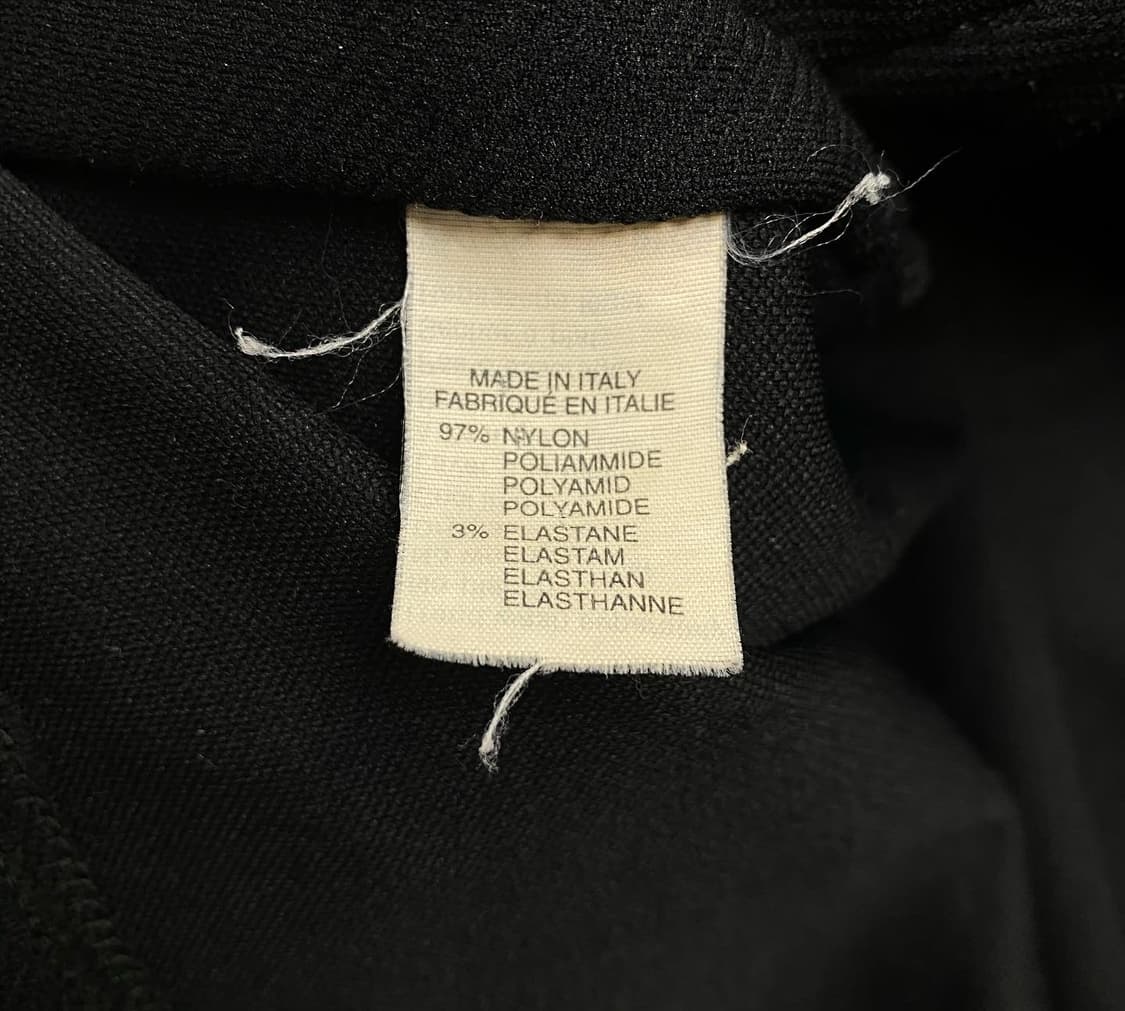 MADE IN ITALY
FABRIQUÉ EN ITALIE
97% NYLON
POLIAMMIDE
POLYAMID
POLYAMIDE
3% ELASTANE
ELASTAM
ELASTHAN
ELASTHANNE